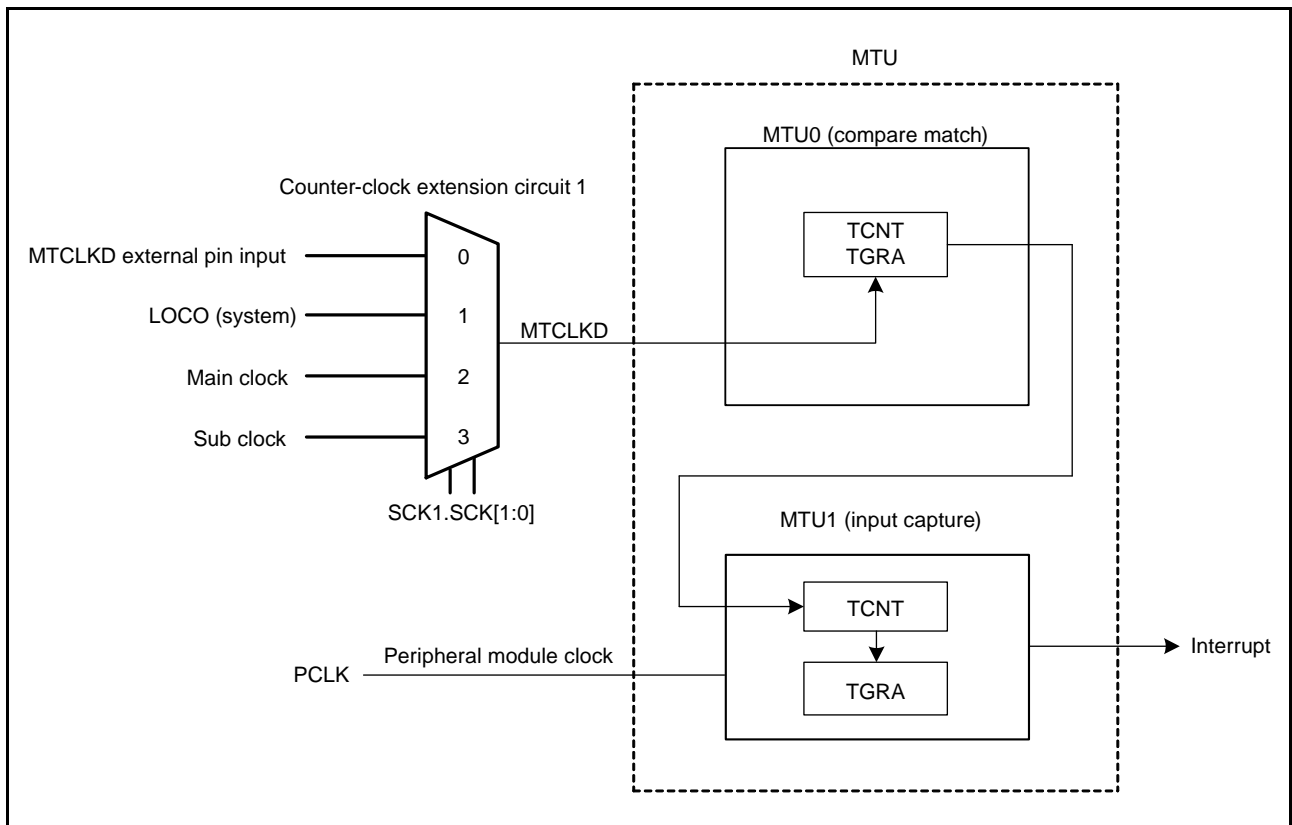 MTU
MTU0 (compare match)
Counter-clock extension circuit 1
MTCLKD external pin input
0
TCNT
TGRA
LOCO (system)
1
MTCLKD
Main clock
2
Sub clock
3
SCK1.SCK[1:0]
MTU1 (input capture)
TCNT
Peripheral module clock
PCLK
TGRA
Interrupt